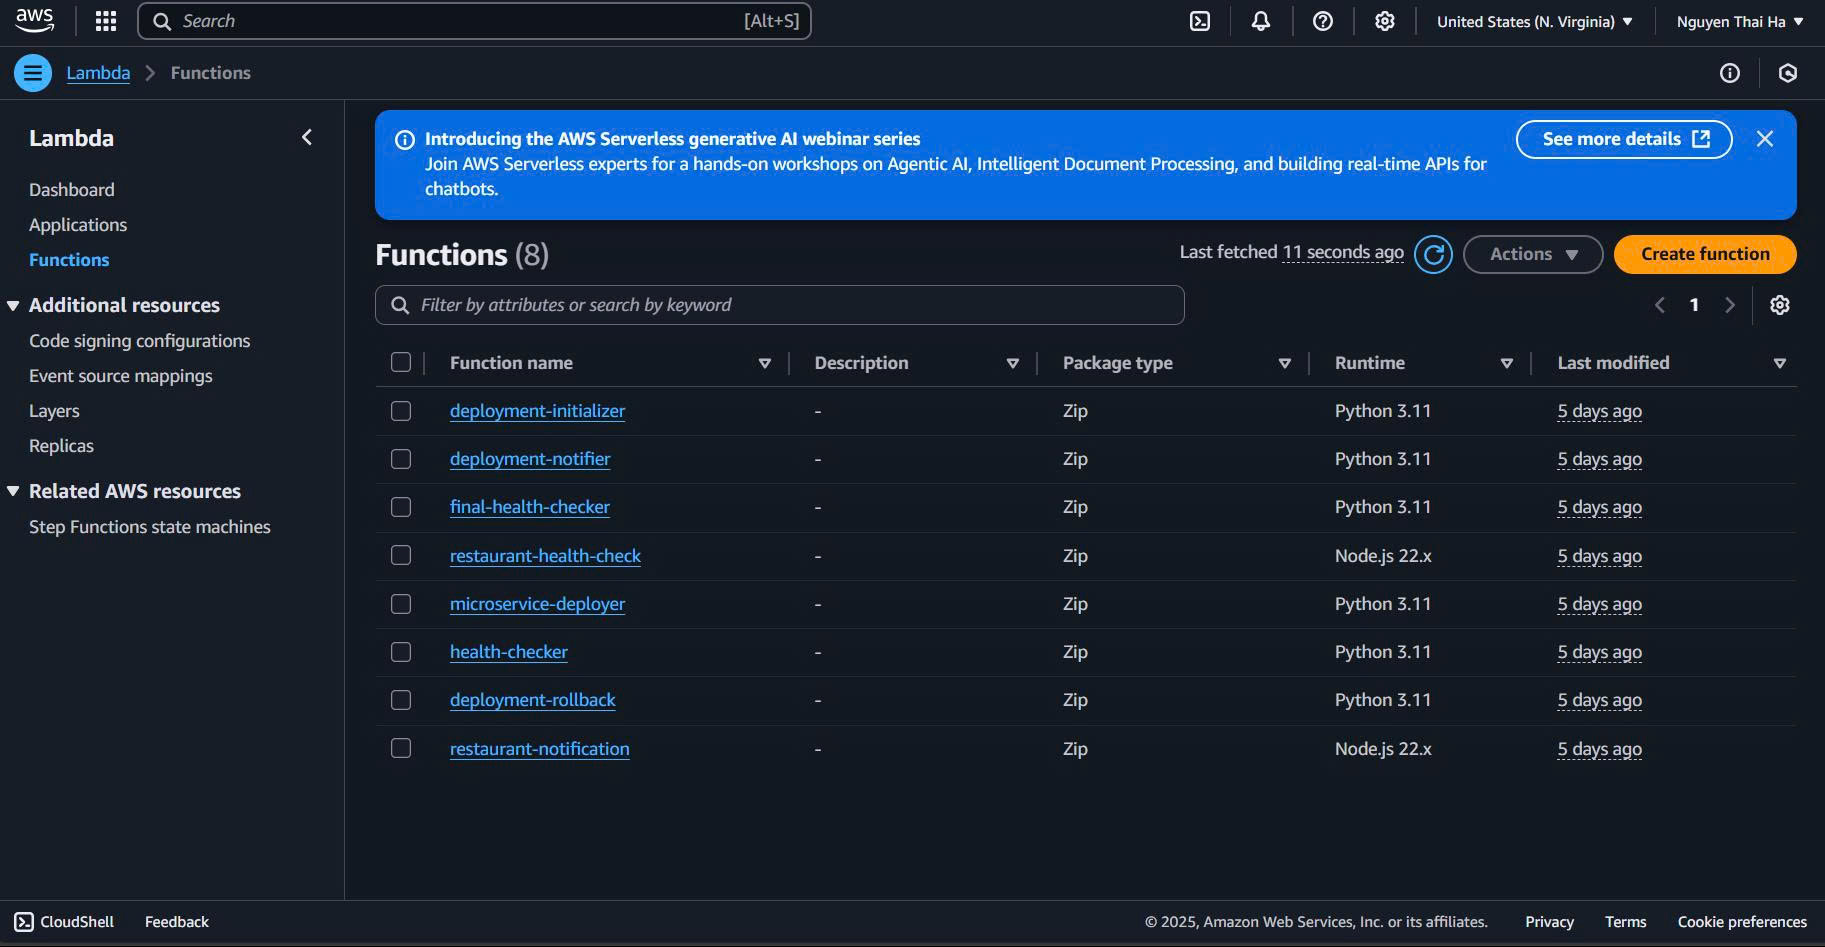 aws
Search [Alt+S]
United States (N. Virginia)
Nguyen Thai Ha
Lambda
Functions
Lambda
Dashboard
Applications
Functions
Additional resources
Code signing configurations
Event source mappings
Layers
Replicas
Related AWS resources
Step Functions state machines
Introducing the AWS Serverless generative AI webinar series
Join AWS Serverless experts for a hands-on workshops on Agentic AI, Intelligent Document Processing, and building real-time APIs for
chatbots.
See more details
Functions (8)
Last fetched 11 seconds ago
Actions
Create function
Filter by attributes or search by keyword
1
Function name Description Package type Runtime Last modified
deployment-initializer - Zip Python 3.11 5 days ago
deployment-notifier - Zip Python 3.11 5 days ago
final-health-checker - Zip Python 3.11 5 days ago
restaurant-health-check - Zip Node.js 22.x 5 days ago
microservice-deployer - Zip Python 3.11 5 days ago
health-checker - Zip Python 3.11 5 days ago
deployment-rollback - Zip Python 3.11 5 days ago
restaurant-notification - Zip Node.js 22.x 5 days ago
CloudShell Feedback © 2025, Amazon Web Services, Inc. or its affiliates. Privacy Terms Cookie preferences